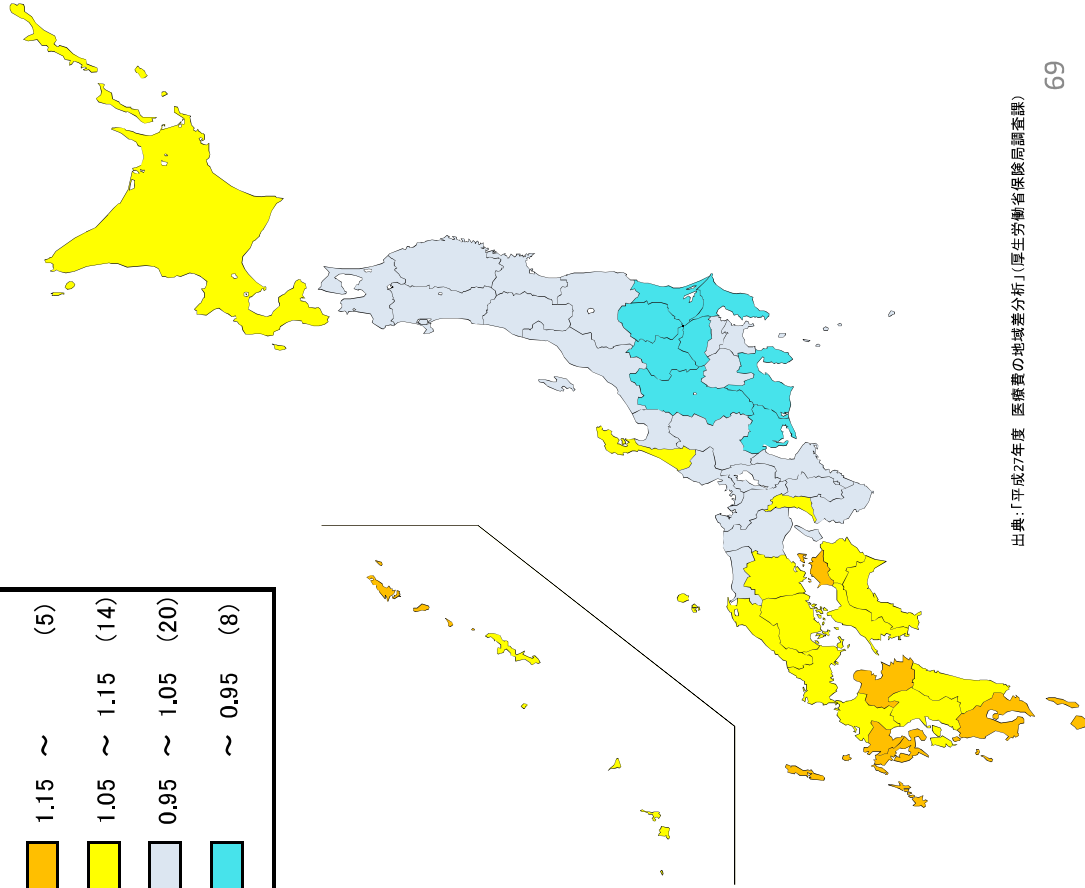 1.15 ～ (5)
1.05 ～ 1.15 (14)
0.95 ～ 1.05 (20)
～ 0.95 (8)
出典：「平成27年度 医療費の地域差分析」（厚生労働省保険局調査課）
69